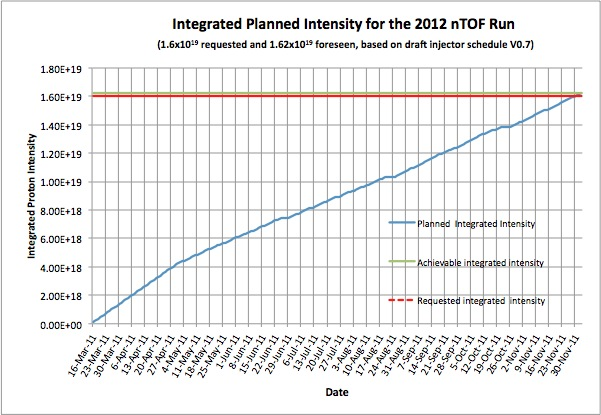 Integrated Planned Intensity for the 2012 nTOF Run
(1.6x10¹⁹ requested and 1.62x10¹⁹ foreseen, based on draft injector schedule V0.7)
Integrated Proton Intensity
1.80E+19
1.60E+19
1.40E+19
1.20E+19
1.00E+19
8.00E+18
6.00E+18
4.00E+18
2.00E+18
0.00E+00
Planned Integrated Intensity
Achievable integrated intensity
Requested integrated intensity
16-Mar-11
23-Mar-11
30-Mar-11
6-Apr-11
13-Apr-11
20-Apr-11
27-Apr-11
4-May-11
11-May-11
18-May-11
25-May-11
1-Jun-11
8-Jun-11
15-Jun-11
22-Jun-11
29-Jun-11
6-Jul-11
13-Jul-11
20-Jul-11
27-Jul-11
3-Aug-11
10-Aug-11
17-Aug-11
24-Aug-11
31-Aug-11
7-Sep-11
14-Sep-11
21-Sep-11
28-Sep-11
5-Oct-11
12-Oct-11
19-Oct-11
26-Oct-11
2-Nov-11
9-Nov-11
16-Nov-11
23-Nov-11
30-Nov-11
Date